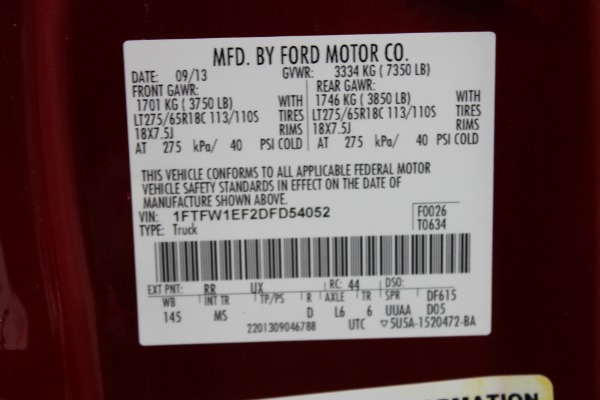 MFD. BY FORD MOTOR CO.
DATE: 09/13 GVWR: 3334 KG ( 7350 LB)
FRONT GAWR: REAR GAWR:
1701 KG ( 3750 LB) WITH 1746 KG ( 3850 LB) WITH
LT275/65R18C 113/110S TIRES LT275/65R18C 113/110S TIRES
18X7.5J RIMS 18X7.5J RIMS
AT 275 kPa/ 40 PSI COLD AT 275 kPa/ 40 PSI COLD
THIS VEHICLE CONFORMS TO ALL APPLICABLE FEDERAL MOTOR
VEHICLE SAFETY STANDARDS IN EFFECT ON THE DATE OF
MANUFACTURE SHOWN ABOVE.
VIN: 1FTFW1EF2DFD54052 F0026
TYPE: Truck T0634
EXT PNT: RR UX RC: 44 DSO:
WB INT TR TP/PS R AXLE TR SPR DF615
145 MS D L6 6 UUAA D05
2201309046788 UTC ▽5U5A-1520472-BA